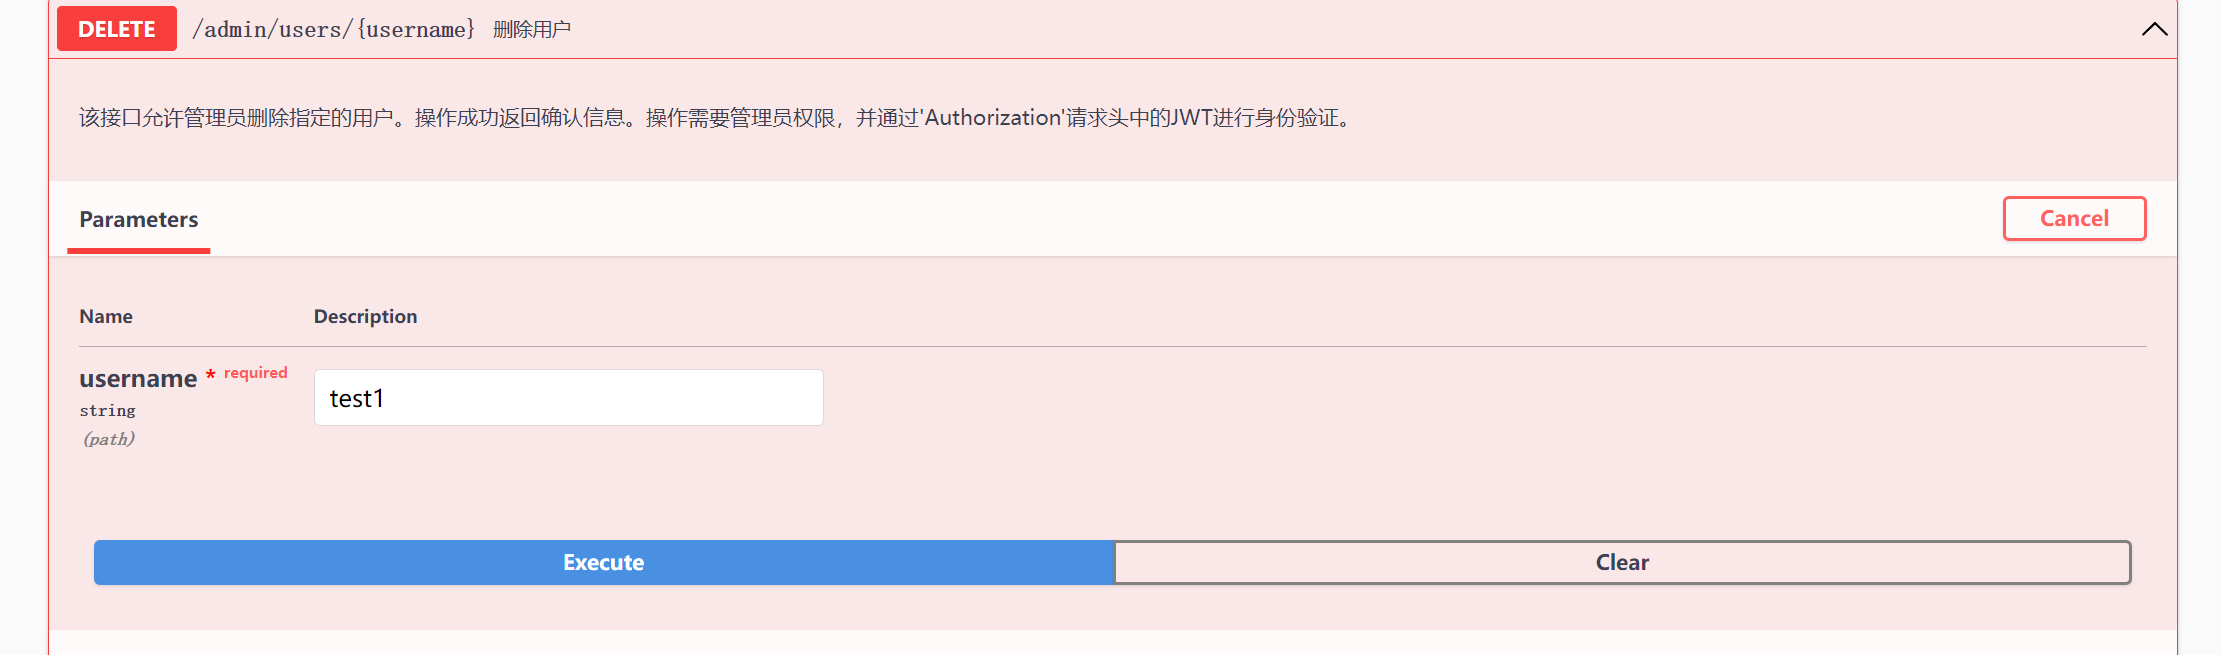 DELETE /admin/users/{username} 删除用户
该接口允许管理员删除指定的用户。操作成功返回确认信息。操作需要管理员权限，并通过'Authorization'请求头中的JWT进行身份验证。
Parameters Cancel
Name Description
username * required
string
(path)
test1
Execute Clear